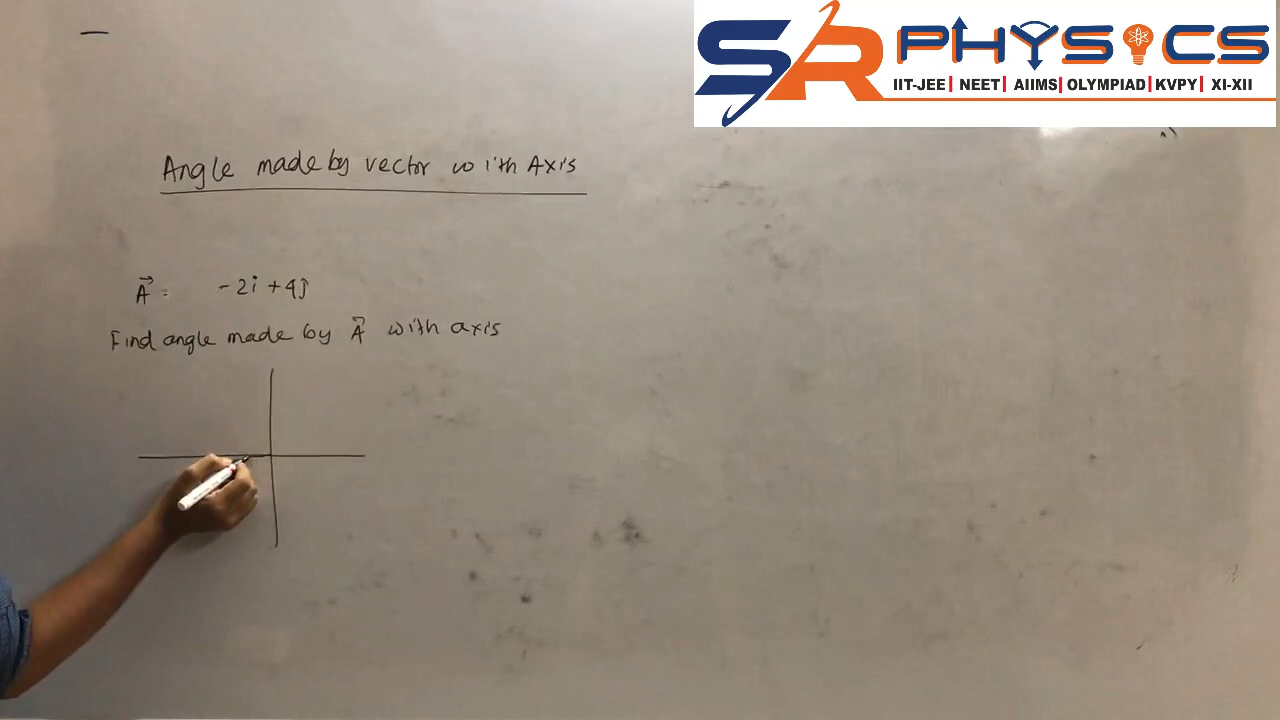 SR PHYSICS
IIT-JEE | NEET | AIIMS | OLYMPIAD | KVPY | XI-XII
Angle made by vector with Axis
A⃗ = -2i + 4j
Find angle made by A⃗ with axis